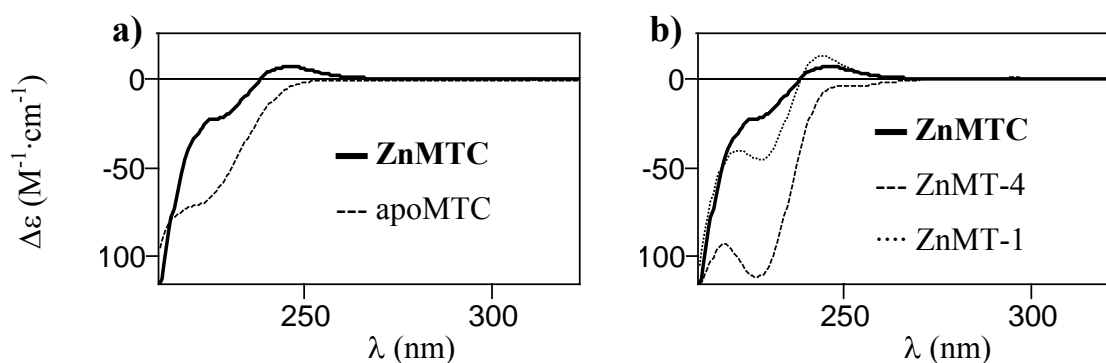 a)
0
-50
100
Δε (M⁻¹·cm⁻¹)
ZnMTC
apoMTC
250
300
λ (nm)
b)
0
-50
100
ZnMTC
ZnMT-4
ZnMT-1
250
300
λ (nm)